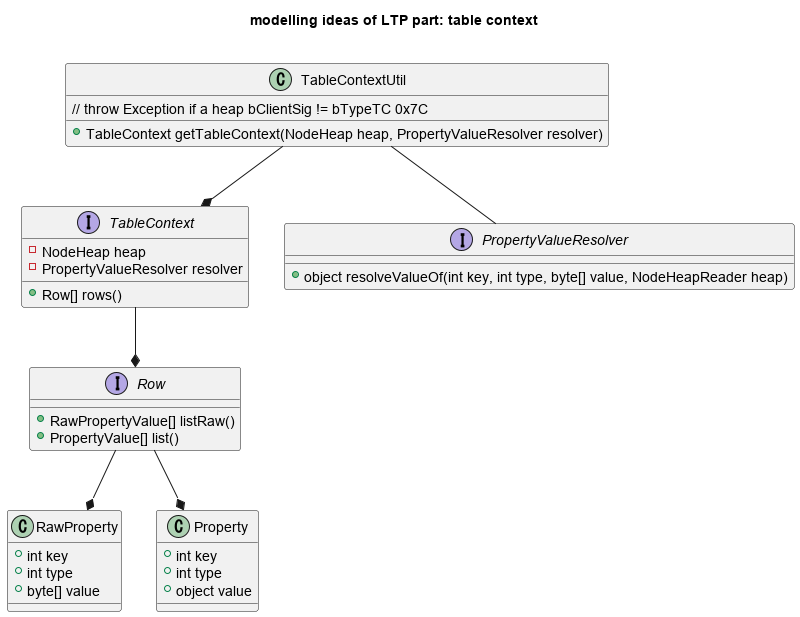 modelling ideas of LTP part: table context
C TableContextUtil
// throw Exception if a heap bClientSig != bTypeTC 0x7C
TableContext getTableContext(NodeHeap heap, PropertyValueResolver resolver)
I TableContext
NodeHeap heap
PropertyValueResolver resolver
Row[] rows()
I PropertyValueResolver
object resolveValueOf(int key, int type, byte[] value, NodeHeapReader heap)
I Row
RawPropertyValue[] listRaw()
PropertyValue[] list()
C RawProperty
int key
int type
byte[] value
C Property
int key
int type
object value